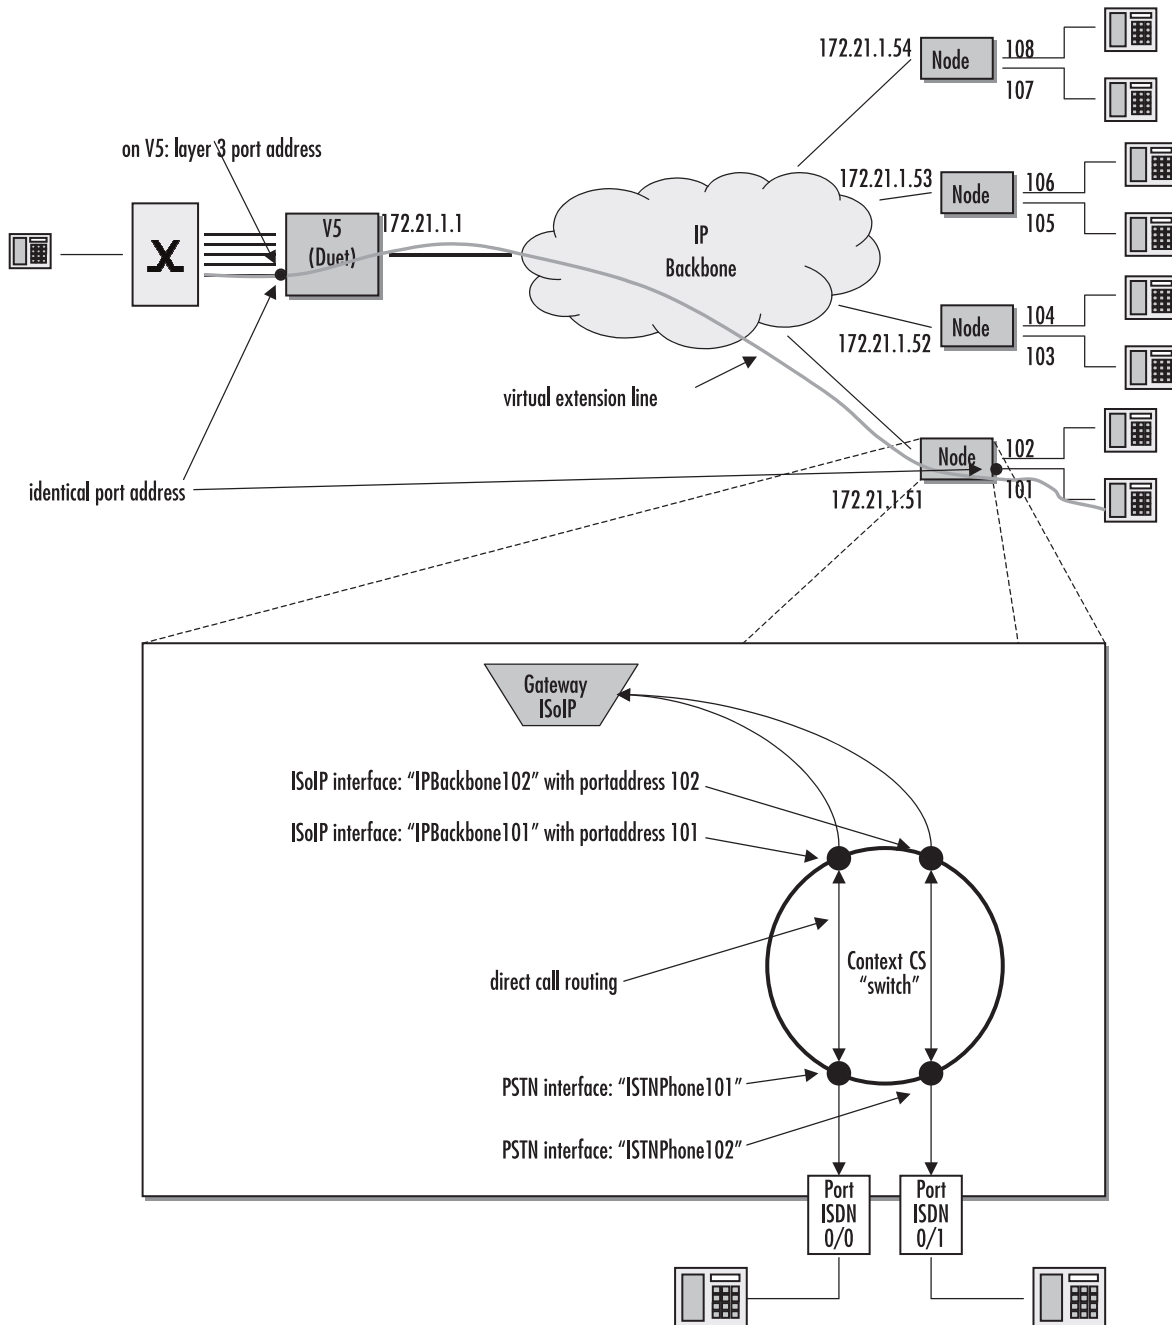 172.21.1.54
Node
108
107
on V5: layer 3 port address
172.21.1.53
Node
106
105
V5
(Duet)
172.21.1.1
X
IP
Backbone
172.21.1.52
Node
104
103
virtual extension line
Node
102
101
172.21.1.51
identical port address
Gateway
ISoIP
ISoIP interface: “IPBackbone102” with portaddress 102
ISoIP interface: “IPBackbone101” with portaddress 101
direct call routing
Context CS
“switch”
PSTN interface: “ISTNPhone101”
PSTN interface: “ISTNPhone102”
Port
ISDN
0/0
Port
ISDN
0/1